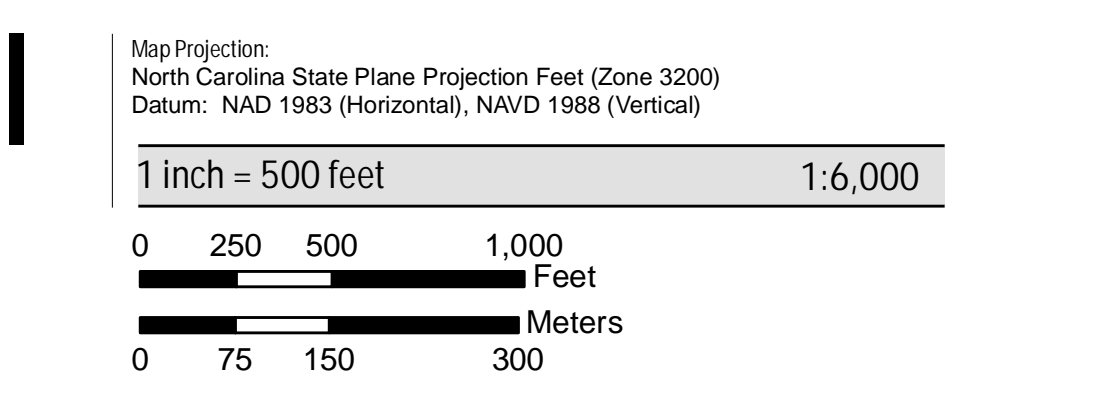 Map Projection:
North Carolina State Plane Projection Feet (Zone 3200)
Datum: NAD 1983 (Horizontal), NAVD 1988 (Vertical)
1 inch = 500 feet 1:6,000
0 250 500 1,000
Feet
Meters
0 75 150 300